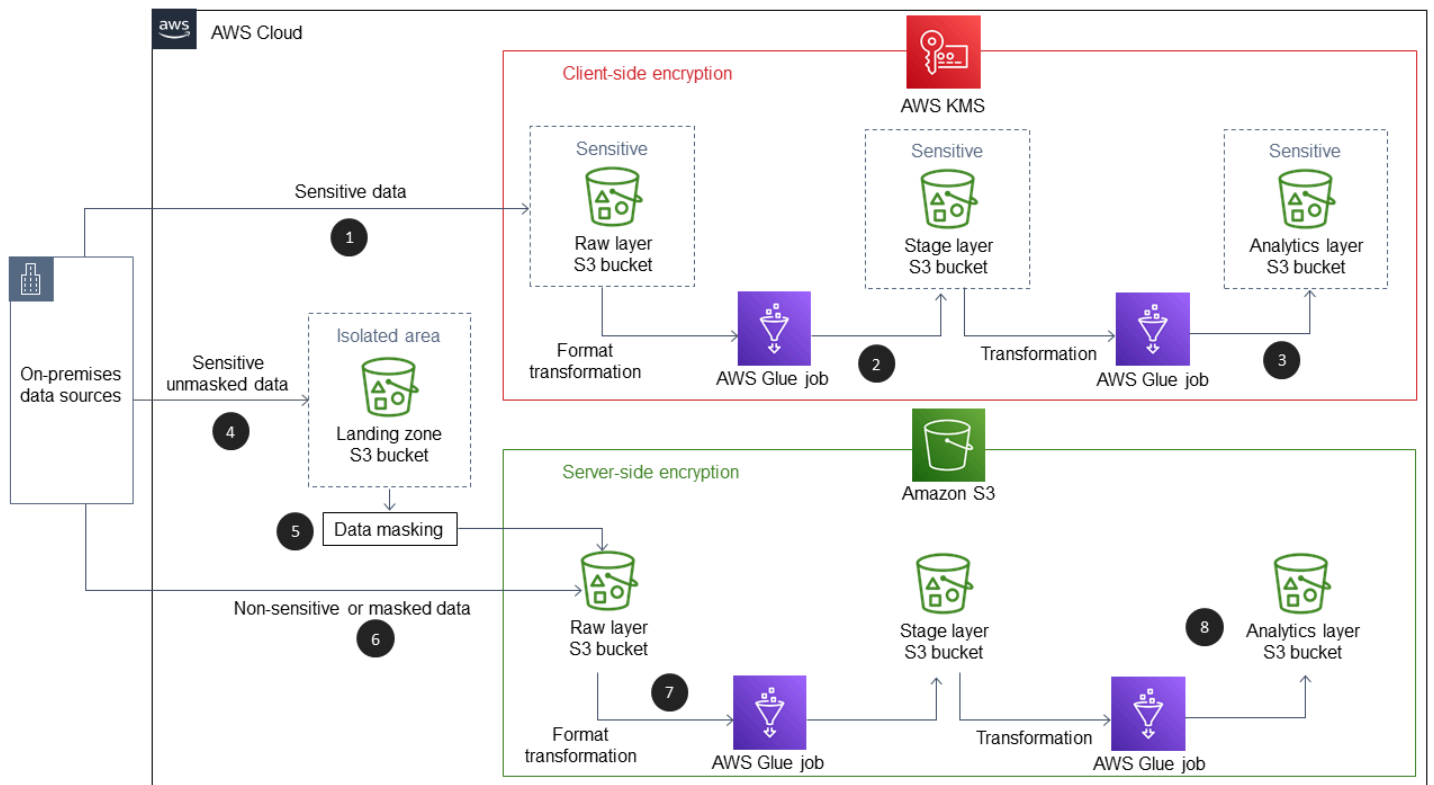 aws
AWS Cloud
Client-side encryption
AWS KMS
Sensitive
Raw layer
S3 bucket
Sensitive
Stage layer
S3 bucket
Sensitive
Analytics layer
S3 bucket
Sensitive data
1
Format
transformation
AWS Glue job
2
Transformation
AWS Glue job
3
On-premises
data sources
Sensitive
unmasked data
4
Isolated area
Landing zone
S3 bucket
5
Data masking
Non-sensitive or masked data
6
Server-side encryption
Amazon S3
Raw layer
S3 bucket
Stage layer
S3 bucket
8
Analytics layer
S3 bucket
7
Format
transformation
AWS Glue job
Transformation
AWS Glue job